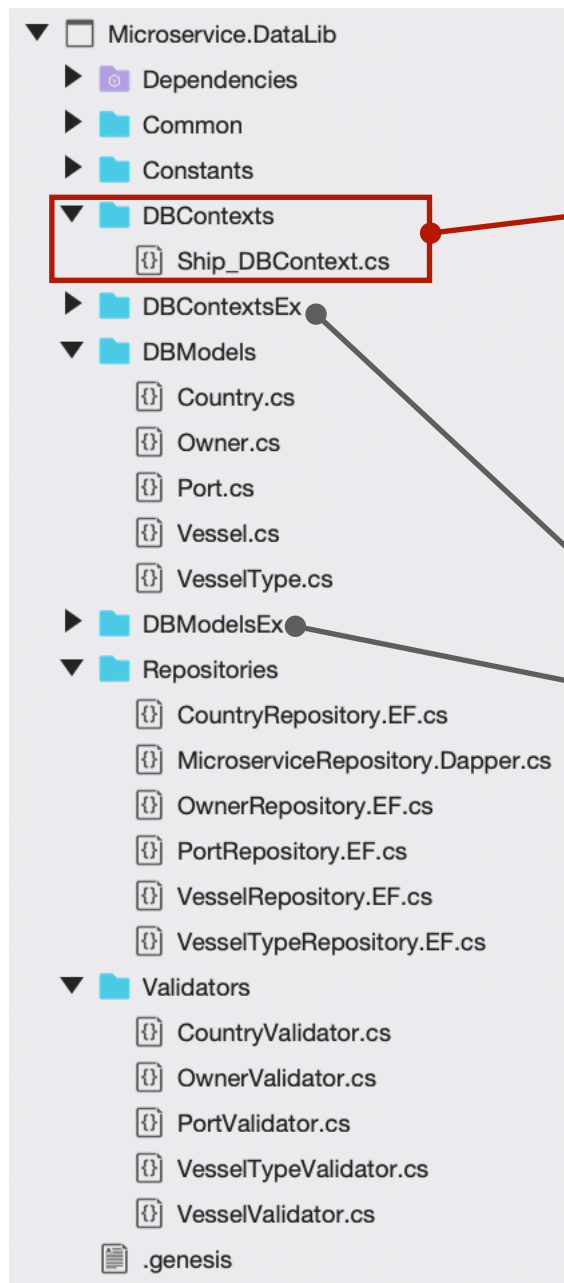 Microservice.DataLib
Dependencies
Common
Constants
DBContexts
Ship_DBContext.cs
DBContextsEx
DBModels
Country.cs
Owner.cs
Port.cs
Vessel.cs
VesselType.cs
DBModelsEx
Repositories
CountryRepository.EF.cs
MicroserviceRepository.Dapper.cs
OwnerRepository.EF.cs
PortRepository.EF.cs
VesselRepository.EF.cs
VesselTypeRepository.EF.cs
Validators
CountryValidator.cs
OwnerValidator.cs
PortValidator.cs
VesselTypeValidator.cs
VesselValidator.cs
.genesis